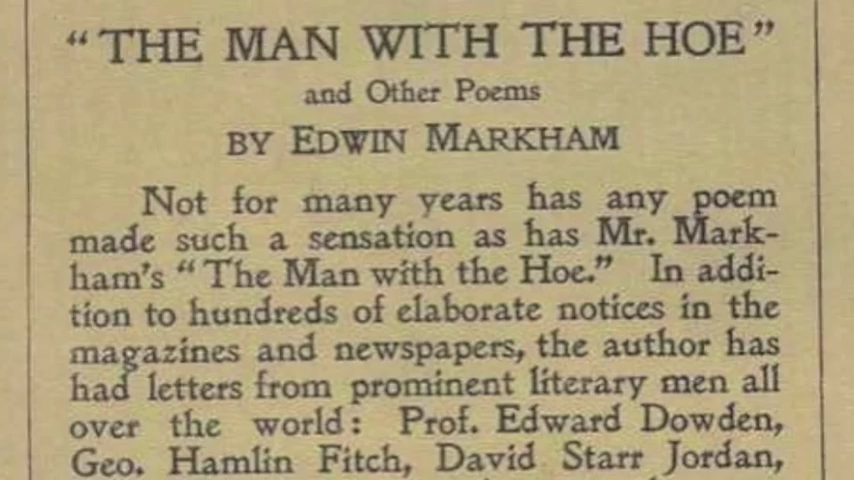 “THE MAN WITH THE HOE”
and Other Poems
BY EDWIN MARKHAM
Not for many years has any poem
made such a sensation as has Mr. Mark-
ham's “The Man with the Hoe.” In addi-
tion to hundreds of elaborate notices in the
magazines and newspapers, the author has
had letters from prominent literary men all
over the world: Prof. Edward Dowden,
Geo. Hamlin Fitch, David Starr Jordan,